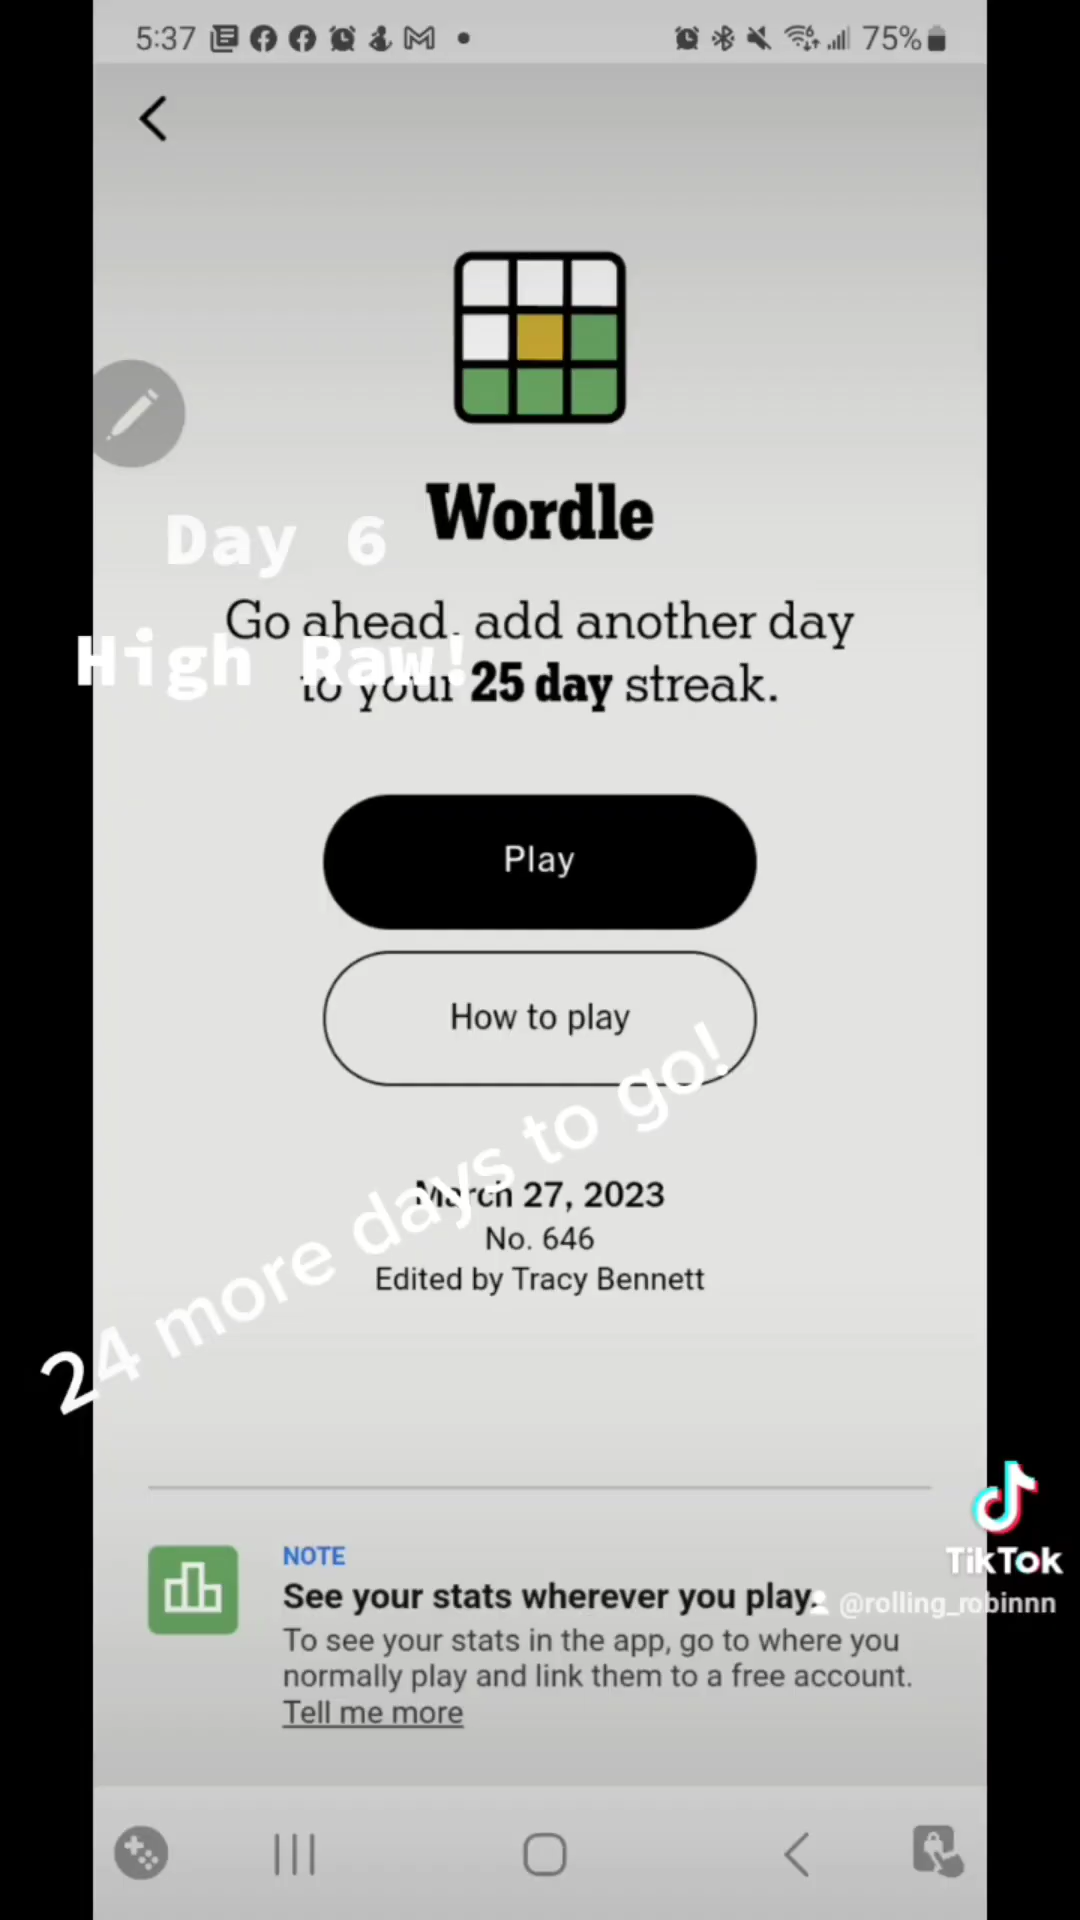 5:37
75%
Wordle
Day 6
Go ahead, add another day
High Raw!
to your 25 day streak.
Play
How to play
24 more days to go!
March 27, 2023
No. 646
Edited by Tracy Bennett
NOTE
See your stats wherever you play.
To see your stats in the app, go to where you
normally play and link them to a free account.
Tell me more
TikTok
@rolling_robinnn